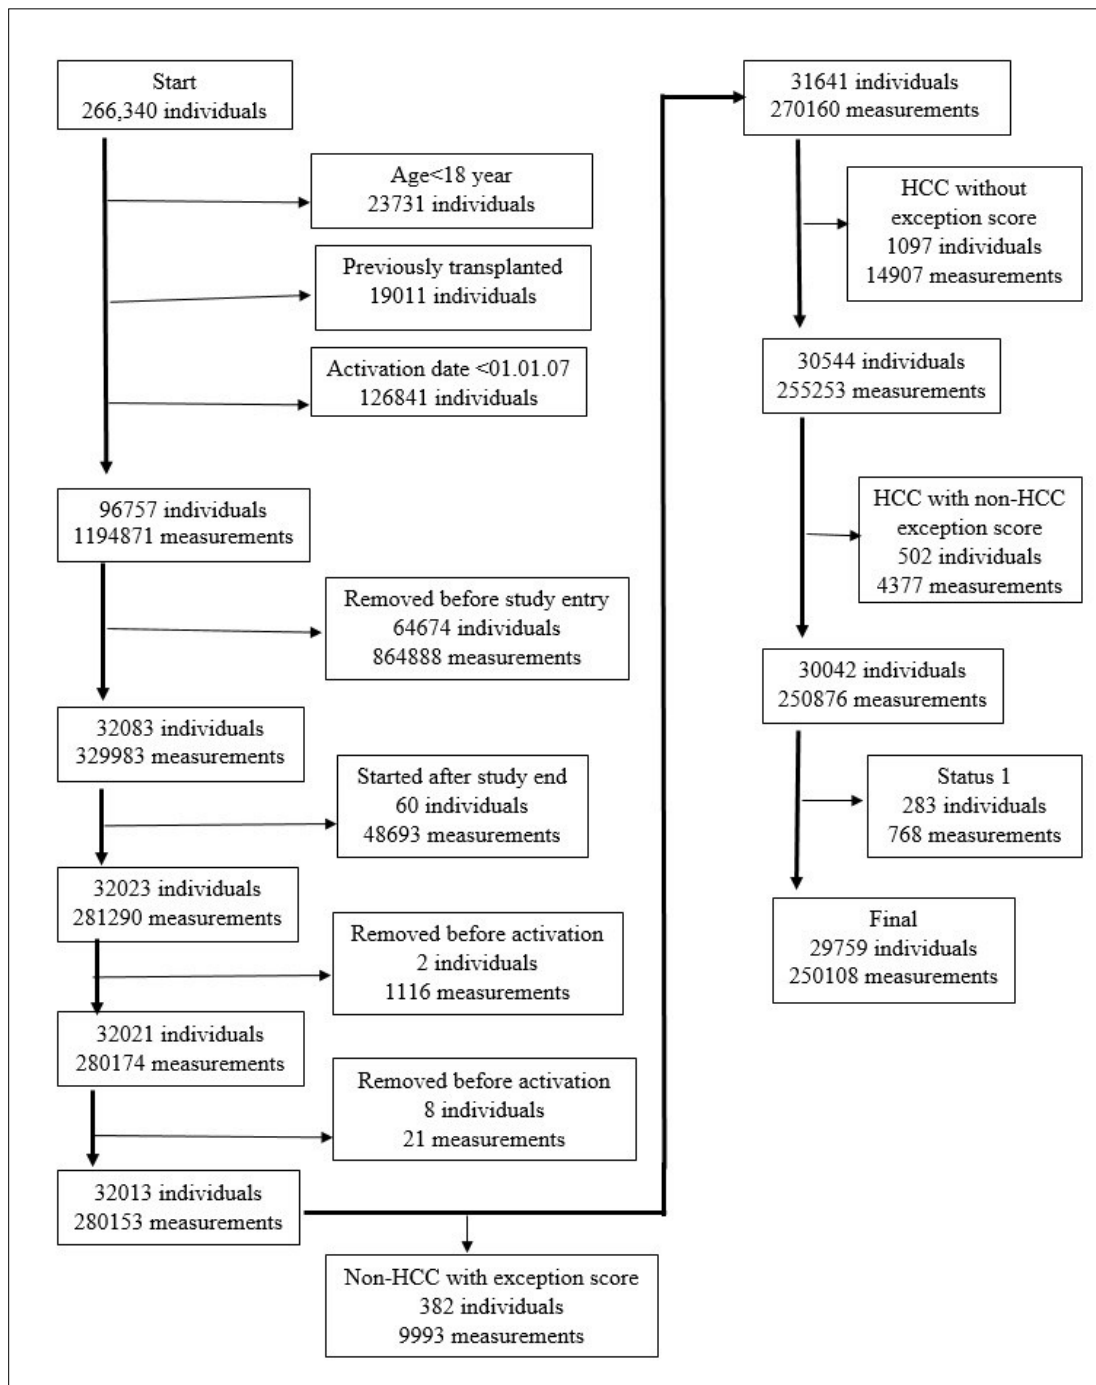 Start
266,340 individuals
Age<18 year
23731 individuals
Previously transplanted
19011 individuals
Activation date <01.01.07
126841 individuals
96757 individuals
1194871 measurements
Removed before study entry
64674 individuals
864888 measurements
32083 individuals
329983 measurements
Started after study end
60 individuals
48693 measurements
32023 individuals
281290 measurements
Removed before activation
2 individuals
1116 measurements
32021 individuals
280174 measurements
Removed before activation
8 individuals
21 measurements
32013 individuals
280153 measurements
Non-HCC with exception score
382 individuals
9993 measurements
31641 individuals
270160 measurements
HCC without
exception score
1097 individuals
14907 measurements
30544 individuals
255253 measurements
HCC with non-HCC
exception score
502 individuals
4377 measurements
30042 individuals
250876 measurements
Status 1
283 individuals
768 measurements
Final
29759 individuals
250108 measurements